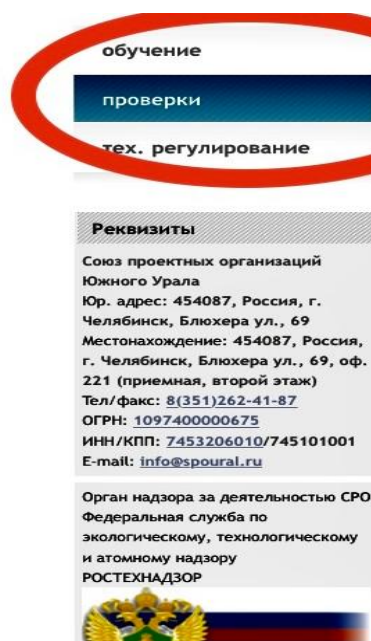 обучение
проверки
тех. регулирование
Реквизиты
Союз проектных организаций
Южного Урала
Юр. адрес: 454087, Россия, г.
Челябинск, Блюхера ул., 69
Местонахождение: 454087, Россия,
г. Челябинск, Блюхера ул., 69, оф.
221 (приемная, второй этаж)
Тел/факс: 8(351)262-41-87
ОГРН: 1097400000675
ИНН/КПП: 7453206010/745101001
E-mail: info@spoural.ru
Орган надзора за деятельностью СРО
Федеральная служба по
экологическому, технологическому
и атомному надзору
РОСТЕХНАДЗОР